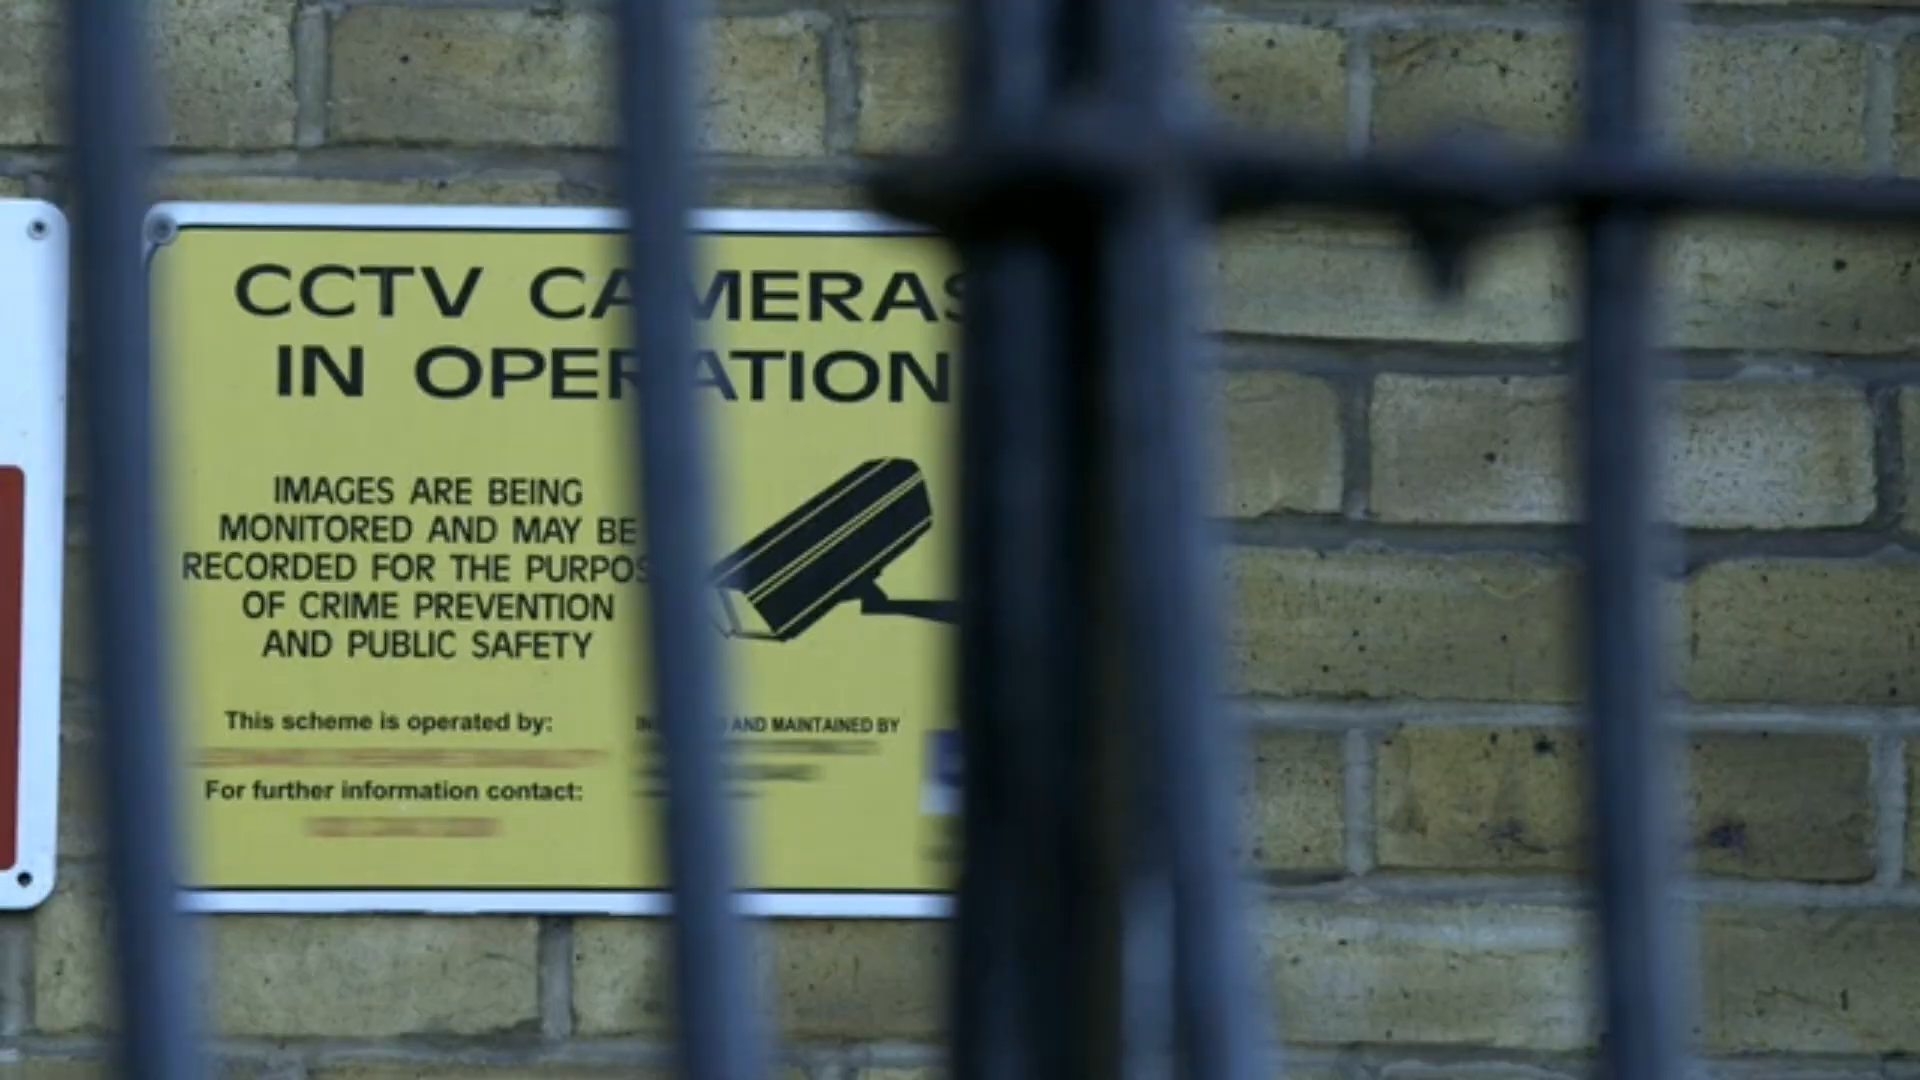 CCTV CAMERAS
IN OPERATION
IMAGES ARE BEING
MONITORED AND MAY BE
RECORDED FOR THE PURPOS
OF CRIME PREVENTION
AND PUBLIC SAFETY
This scheme is operated by:
For further information contact:
AND MAINTAINED BY